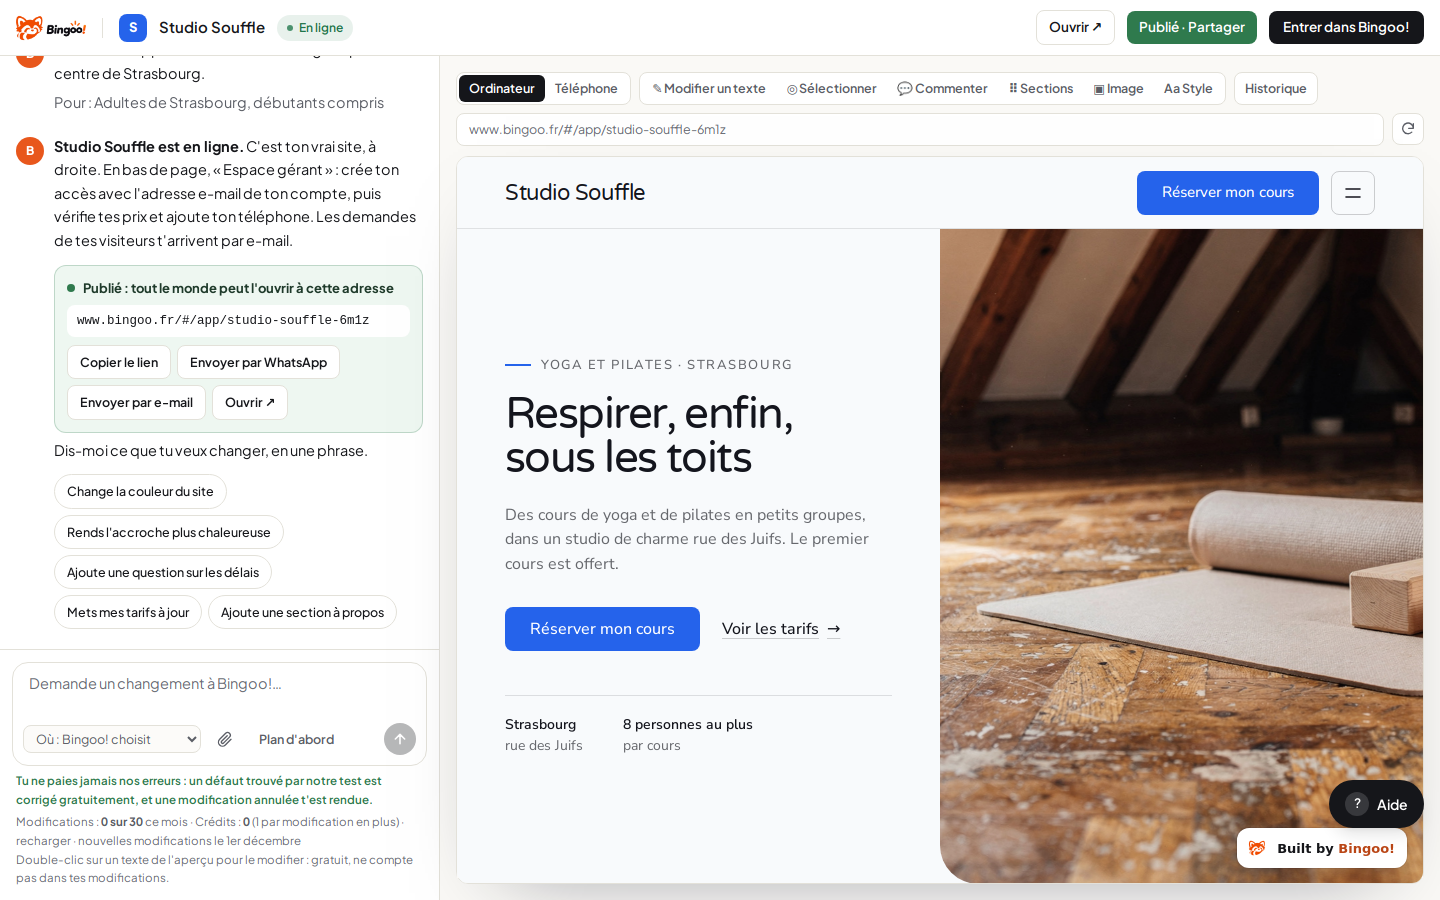 Bingoo!
S
Studio Souffle
En ligne
Ouvrir ↗
Publié · Partager
Entrer dans Bingoo!
centre de Strasbourg.
Pour : Adultes de Strasbourg, débutants compris
B
Studio Souffle est en ligne. C'est ton vrai site, à
droite. En bas de page, « Espace gérant » : crée ton
accès avec l'adresse e-mail de ton compte, puis
vérifie tes prix et ajoute ton téléphone. Les demandes
de tes visiteurs t'arrivent par e-mail.
Publié : tout le monde peut l'ouvrir à cette adresse
www.bingoo.fr/#/app/studio-souffle-6m1z
Copier le lien
Envoyer par WhatsApp
Envoyer par e-mail
Ouvrir ↗
Dis-moi ce que tu veux changer, en une phrase.
Change la couleur du site
Rends l'accroche plus chaleureuse
Ajoute une question sur les délais
Mets mes tarifs à jour
Ajoute une section à propos
Demande un changement à Bingoo!...
Où : Bingoo! choisit
Plan d'abord
Tu ne paies jamais nos erreurs : un défaut trouvé par notre test est
corrigé gratuitement, et une modification annulée t'est rendue.
Modifications : 0 sur 30 ce mois · Crédits : 0 (1 par modification en plus) ·
recharger · nouvelles modifications le 1er décembre
Double-clic sur un texte de l'aperçu pour le modifier : gratuit, ne compte
pas dans tes modifications.
Ordinateur
Téléphone
Modifier un texte
Sélectionner
Commenter
Sections
Image
Aa Style
Historique
www.bingoo.fr/#/app/studio-souffle-6m1z
Studio Souffle
Réserver mon cours
YOGA ET PILATES · STRASBOURG
Respirer, enfin,
sous les toits
Des cours de yoga et de pilates en petits groupes,
dans un studio de charme rue des Juifs. Le premier
cours est offert.
Réserver mon cours
Voir les tarifs →
Strasbourg
rue des Juifs
8 personnes au plus
par cours
? Aide
Built by Bingoo!